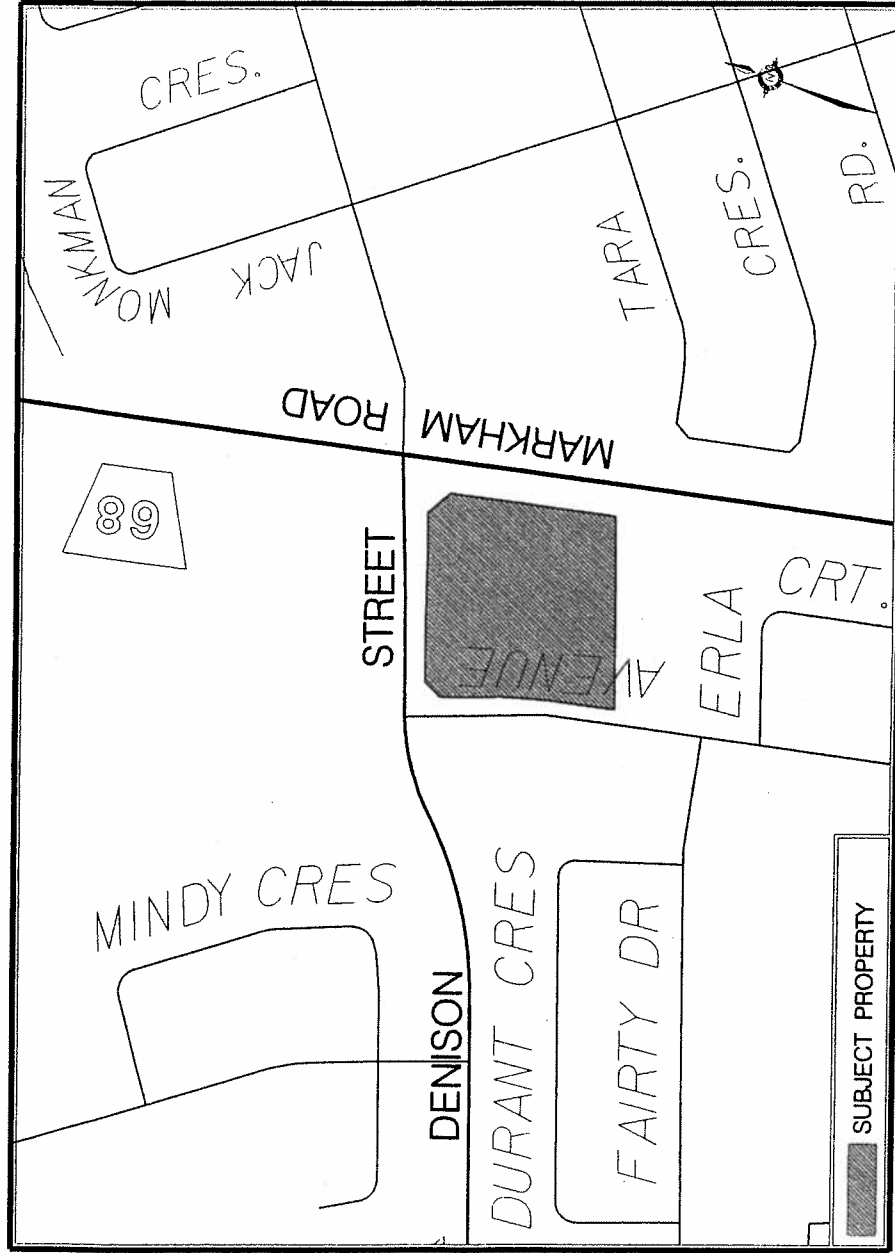 MONKMAN
CRES.
JACK
68
MARKHAM ROAD
TARA
CRES.
RD.
STREET
AVENUE
ERLA
CRT.
MINDY CRES
DENISON
DURANT CRES
FAIRTY DR
SUBJECT PROPERTY